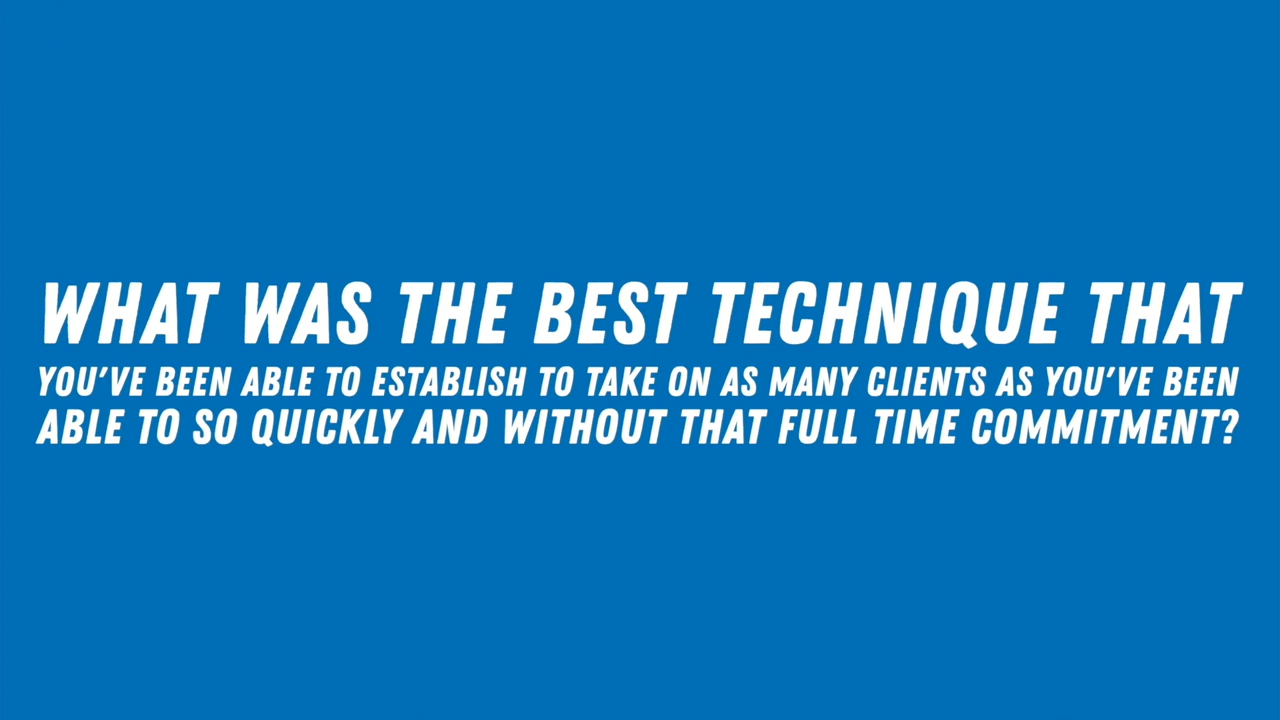 WHAT WAS THE BEST TECHNIQUE THAT
YOU'VE BEEN ABLE TO ESTABLISH TO TAKE ON AS MANY CLIENTS AS YOU'VE BEEN
ABLE TO SO QUICKLY AND WITHOUT THAT FULL TIME COMMITMENT?